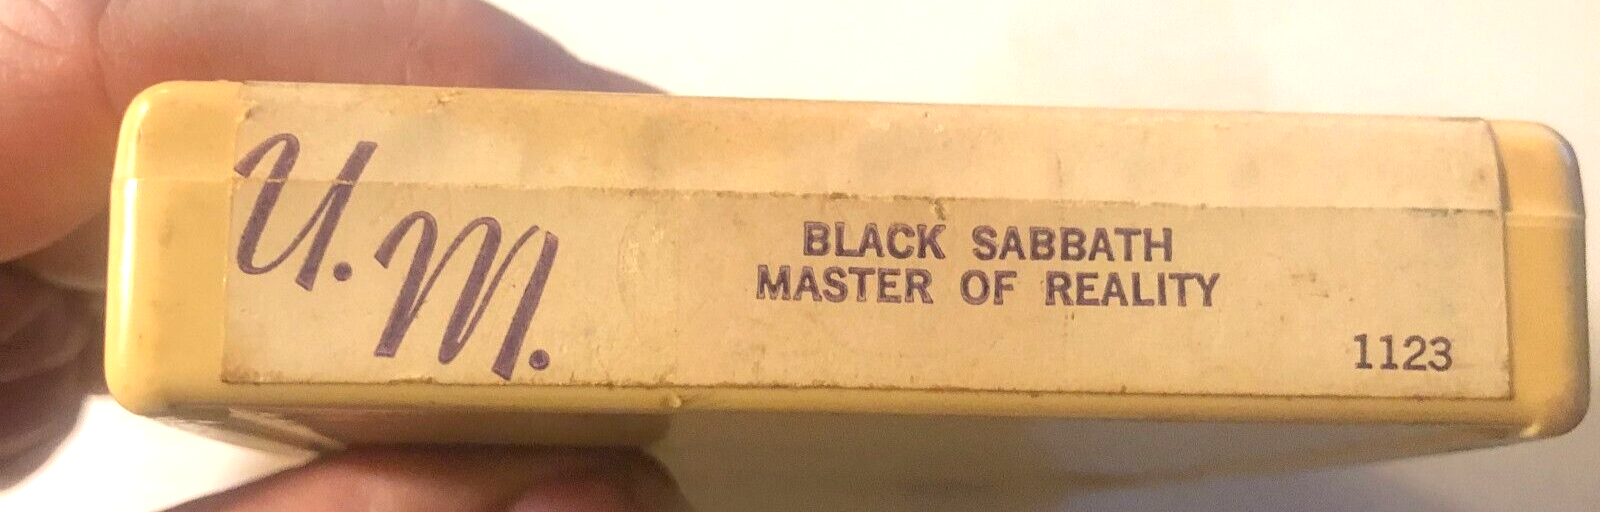 U.M.
BLACK SABBATH
MASTER OF REALITY
1123